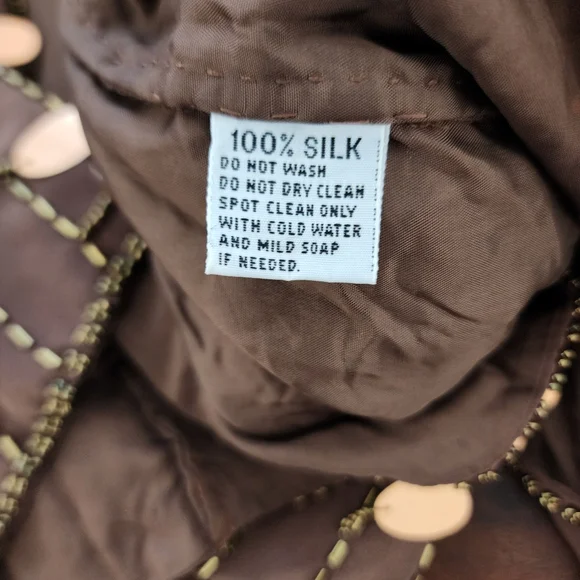 100% SILK
DO NOT WASH
DO NOT DRY CLEAN
SPOT CLEAN ONLY
WITH COLD WATER
AND MILD SOAP
IF NEEDED.